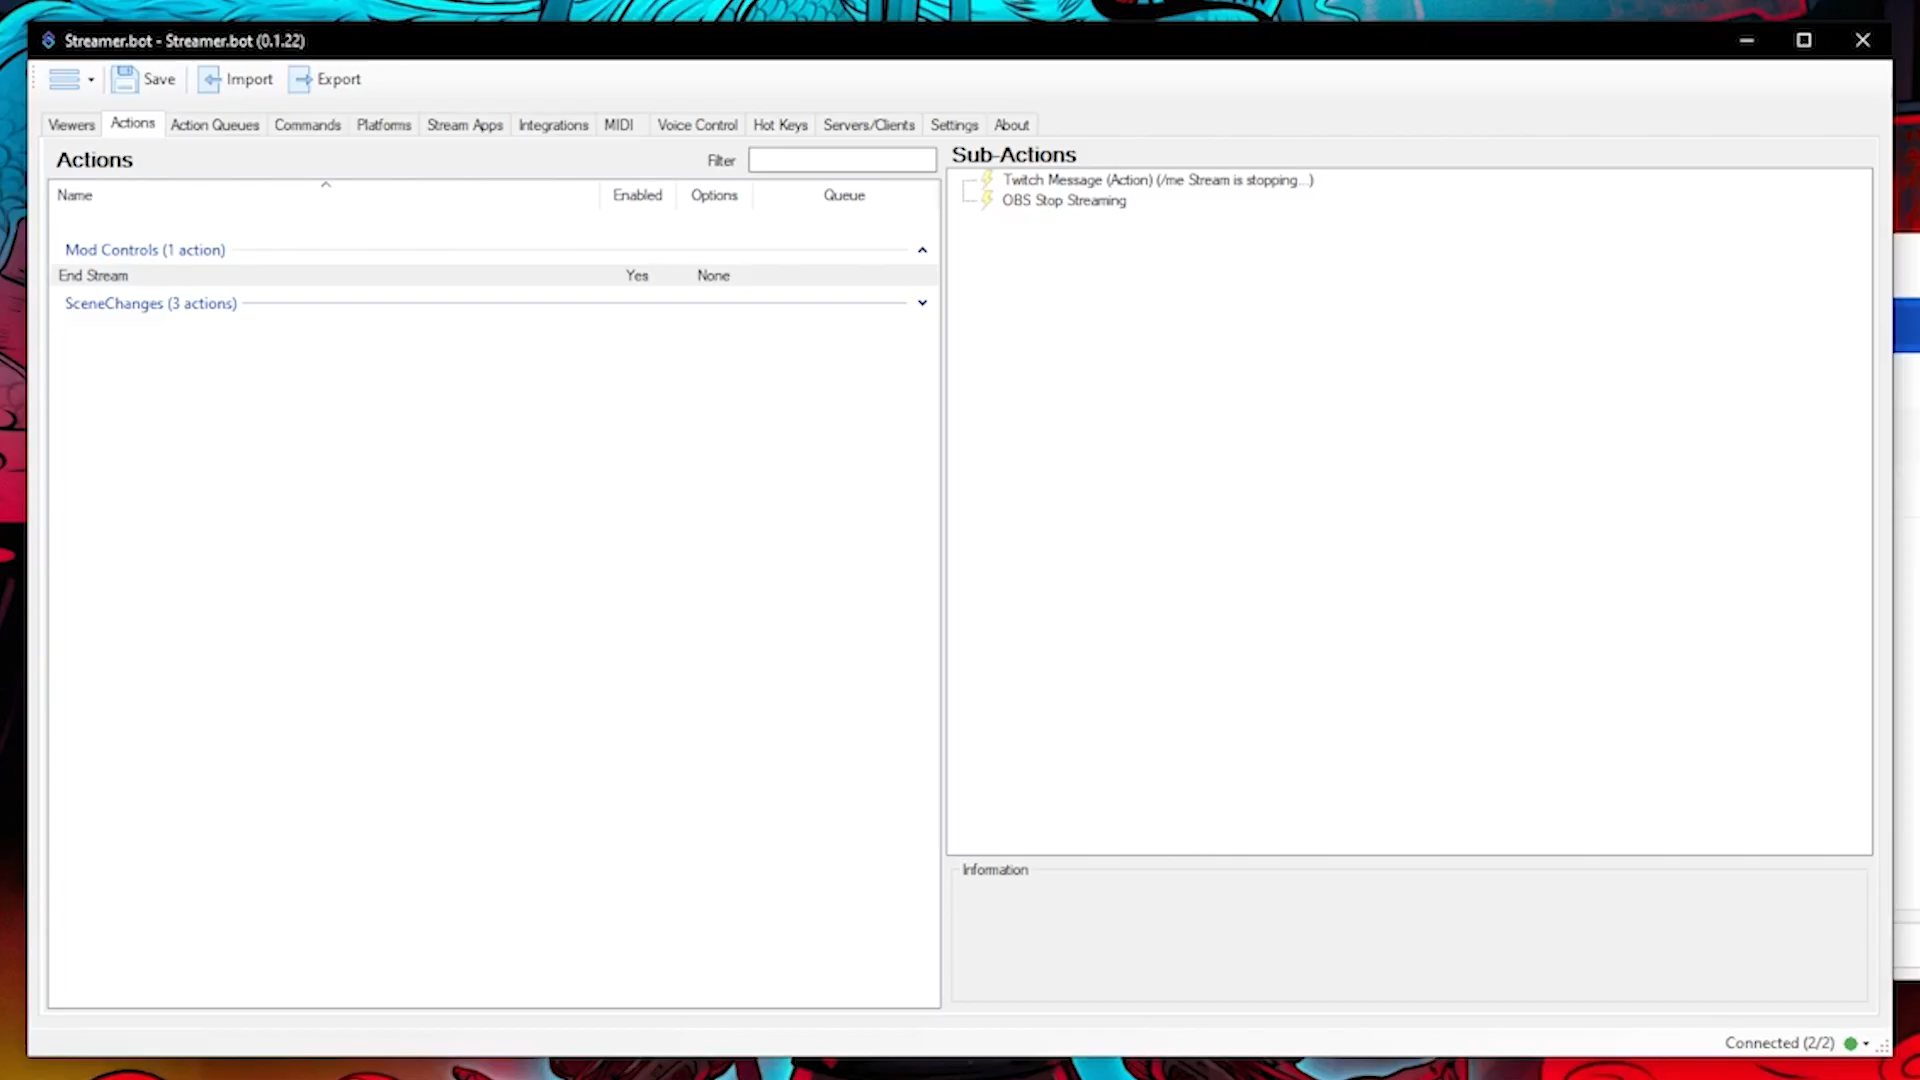 Streamer.bot - Streamer.bot (0.1.22)
Save Import Export
Viewers Actions Action Queues Commands Platforms Stream Apps Integrations MIDI Voice Control Hot Keys Servers/Clients Settings About
Actions Filter
Name Enabled Options Queue
Mod Controls (1 action)
End Stream Yes None
SceneChanges (3 actions)
Sub-Actions
Twitch Message (Action) (/me Stream is stopping...)
OBS Stop Streaming
Information
Connected (2/2)